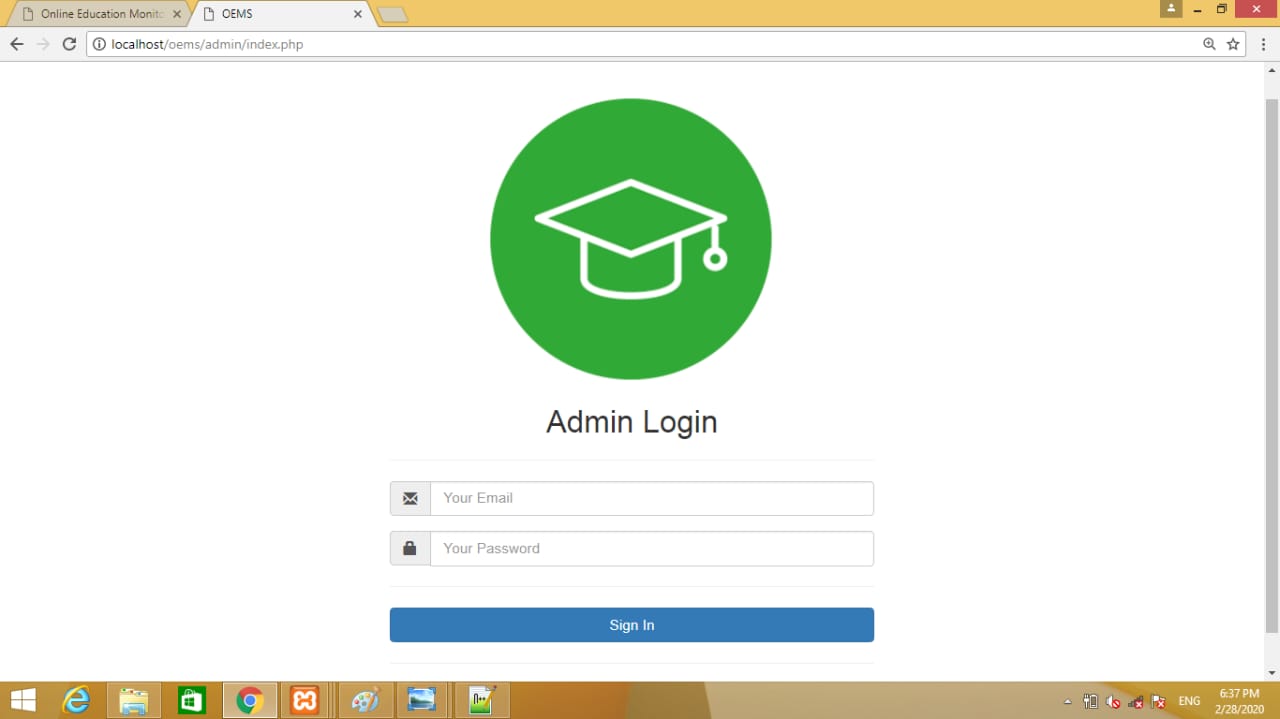 Online Education Monito
OEMS
localhost/oems/admin/index.php
Admin Login
Your Email
Your Password
Sign In
ENG
6:37 PM
2/28/2020